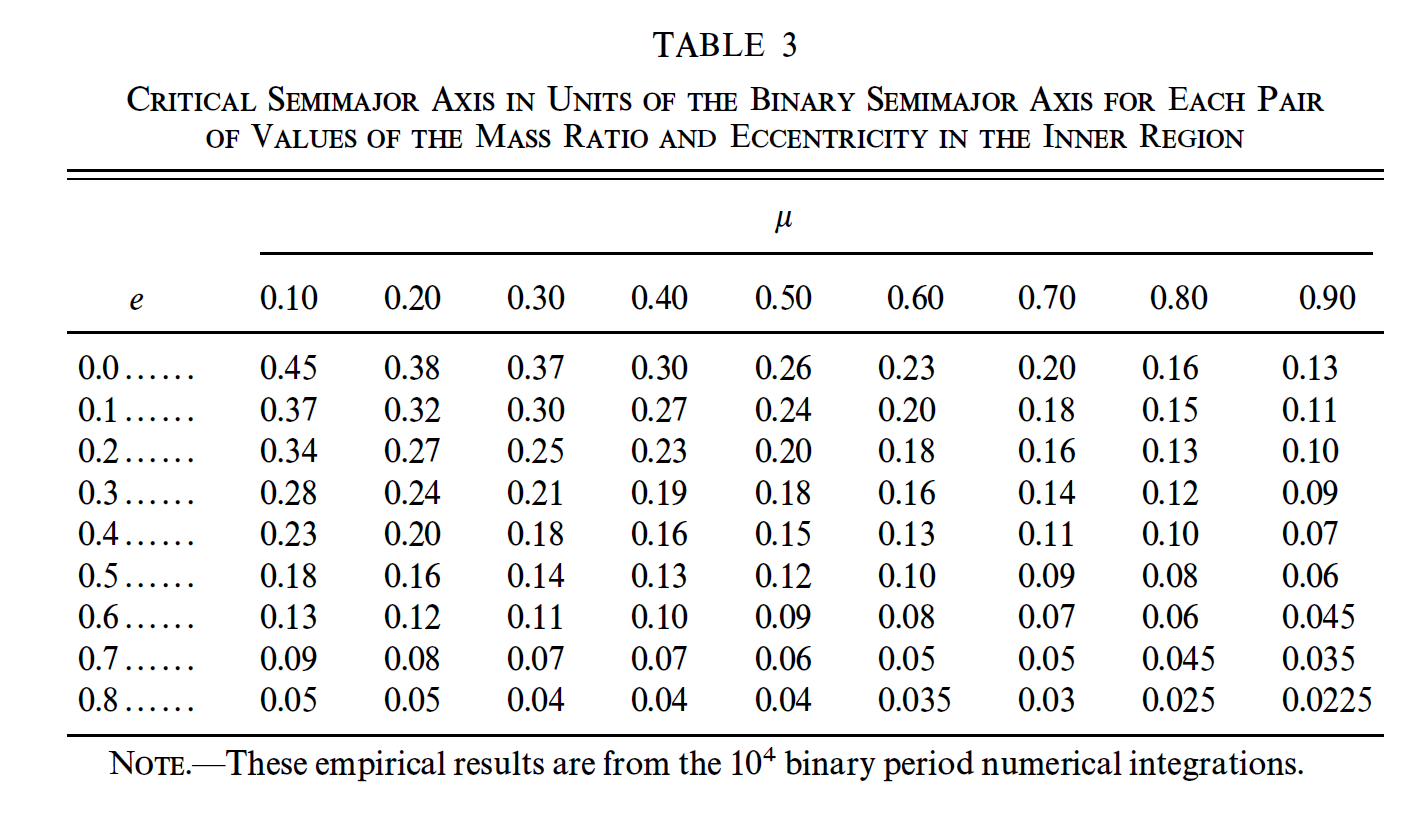 TABLE 3
CRITICAL SEMIMAJOR AXIS IN UNITS OF THE BINARY SEMIMAJOR AXIS FOR EACH PAIR
OF VALUES OF THE MASS RATIO AND ECCENTRICITY IN THE INNER REGION
μ
e 0.10 0.20 0.30 0.40 0.50 0.60 0.70 0.80 0.90
0.0...... 0.45 0.38 0.37 0.30 0.26 0.23 0.20 0.16 0.13
0.1...... 0.37 0.32 0.30 0.27 0.24 0.20 0.18 0.15 0.11
0.2...... 0.34 0.27 0.25 0.23 0.20 0.18 0.16 0.13 0.10
0.3...... 0.28 0.24 0.21 0.19 0.18 0.16 0.14 0.12 0.09
0.4...... 0.23 0.20 0.18 0.16 0.15 0.13 0.11 0.10 0.07
0.5...... 0.18 0.16 0.14 0.13 0.12 0.10 0.09 0.08 0.06
0.6...... 0.13 0.12 0.11 0.10 0.09 0.08 0.07 0.06 0.045
0.7...... 0.09 0.08 0.07 0.07 0.06 0.05 0.05 0.045 0.035
0.8...... 0.05 0.05 0.04 0.04 0.04 0.035 0.03 0.025 0.0225
NOTE.—These empirical results are from the 10⁴ binary period numerical integrations.